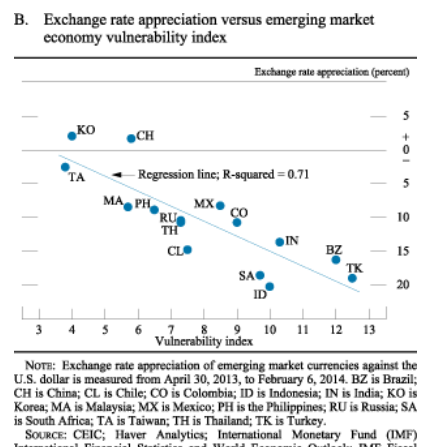 B. Exchange rate appreciation versus emerging market
economy vulnerability index
Exchange rate appreciation (percent)
5
+
0
–
5
10
15
20
KO
CH
TA
Regression line; R-squared = 0.71
MA PH
MX
RU
CO
TH
CL
IN
BZ
SA
TK
ID
3 4 5 6 7 8 9 10 11 12 13
Vulnerability index
NOTE: Exchange rate appreciation of emerging market currencies against the
U.S. dollar is measured from April 30, 2013, to February 6, 2014. BZ is Brazil;
CH is China; CL is Chile; CO is Colombia; ID is Indonesia; IN is India; KO is
Korea; MA is Malaysia; MX is Mexico; PH is the Philippines; RU is Russia; SA
is South Africa; TA is Taiwan; TH is Thailand; TK is Turkey.
SOURCE: CEIC; Haver Analytics; International Monetary Fund (IMF)